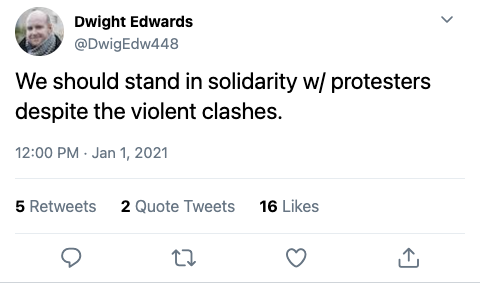 Dwight Edwards
@DwigEdw448
We should stand in solidarity w/ protesters
despite the violent clashes.
12:00 PM · Jan 1, 2021
5 Retweets 2 Quote Tweets 16 Likes